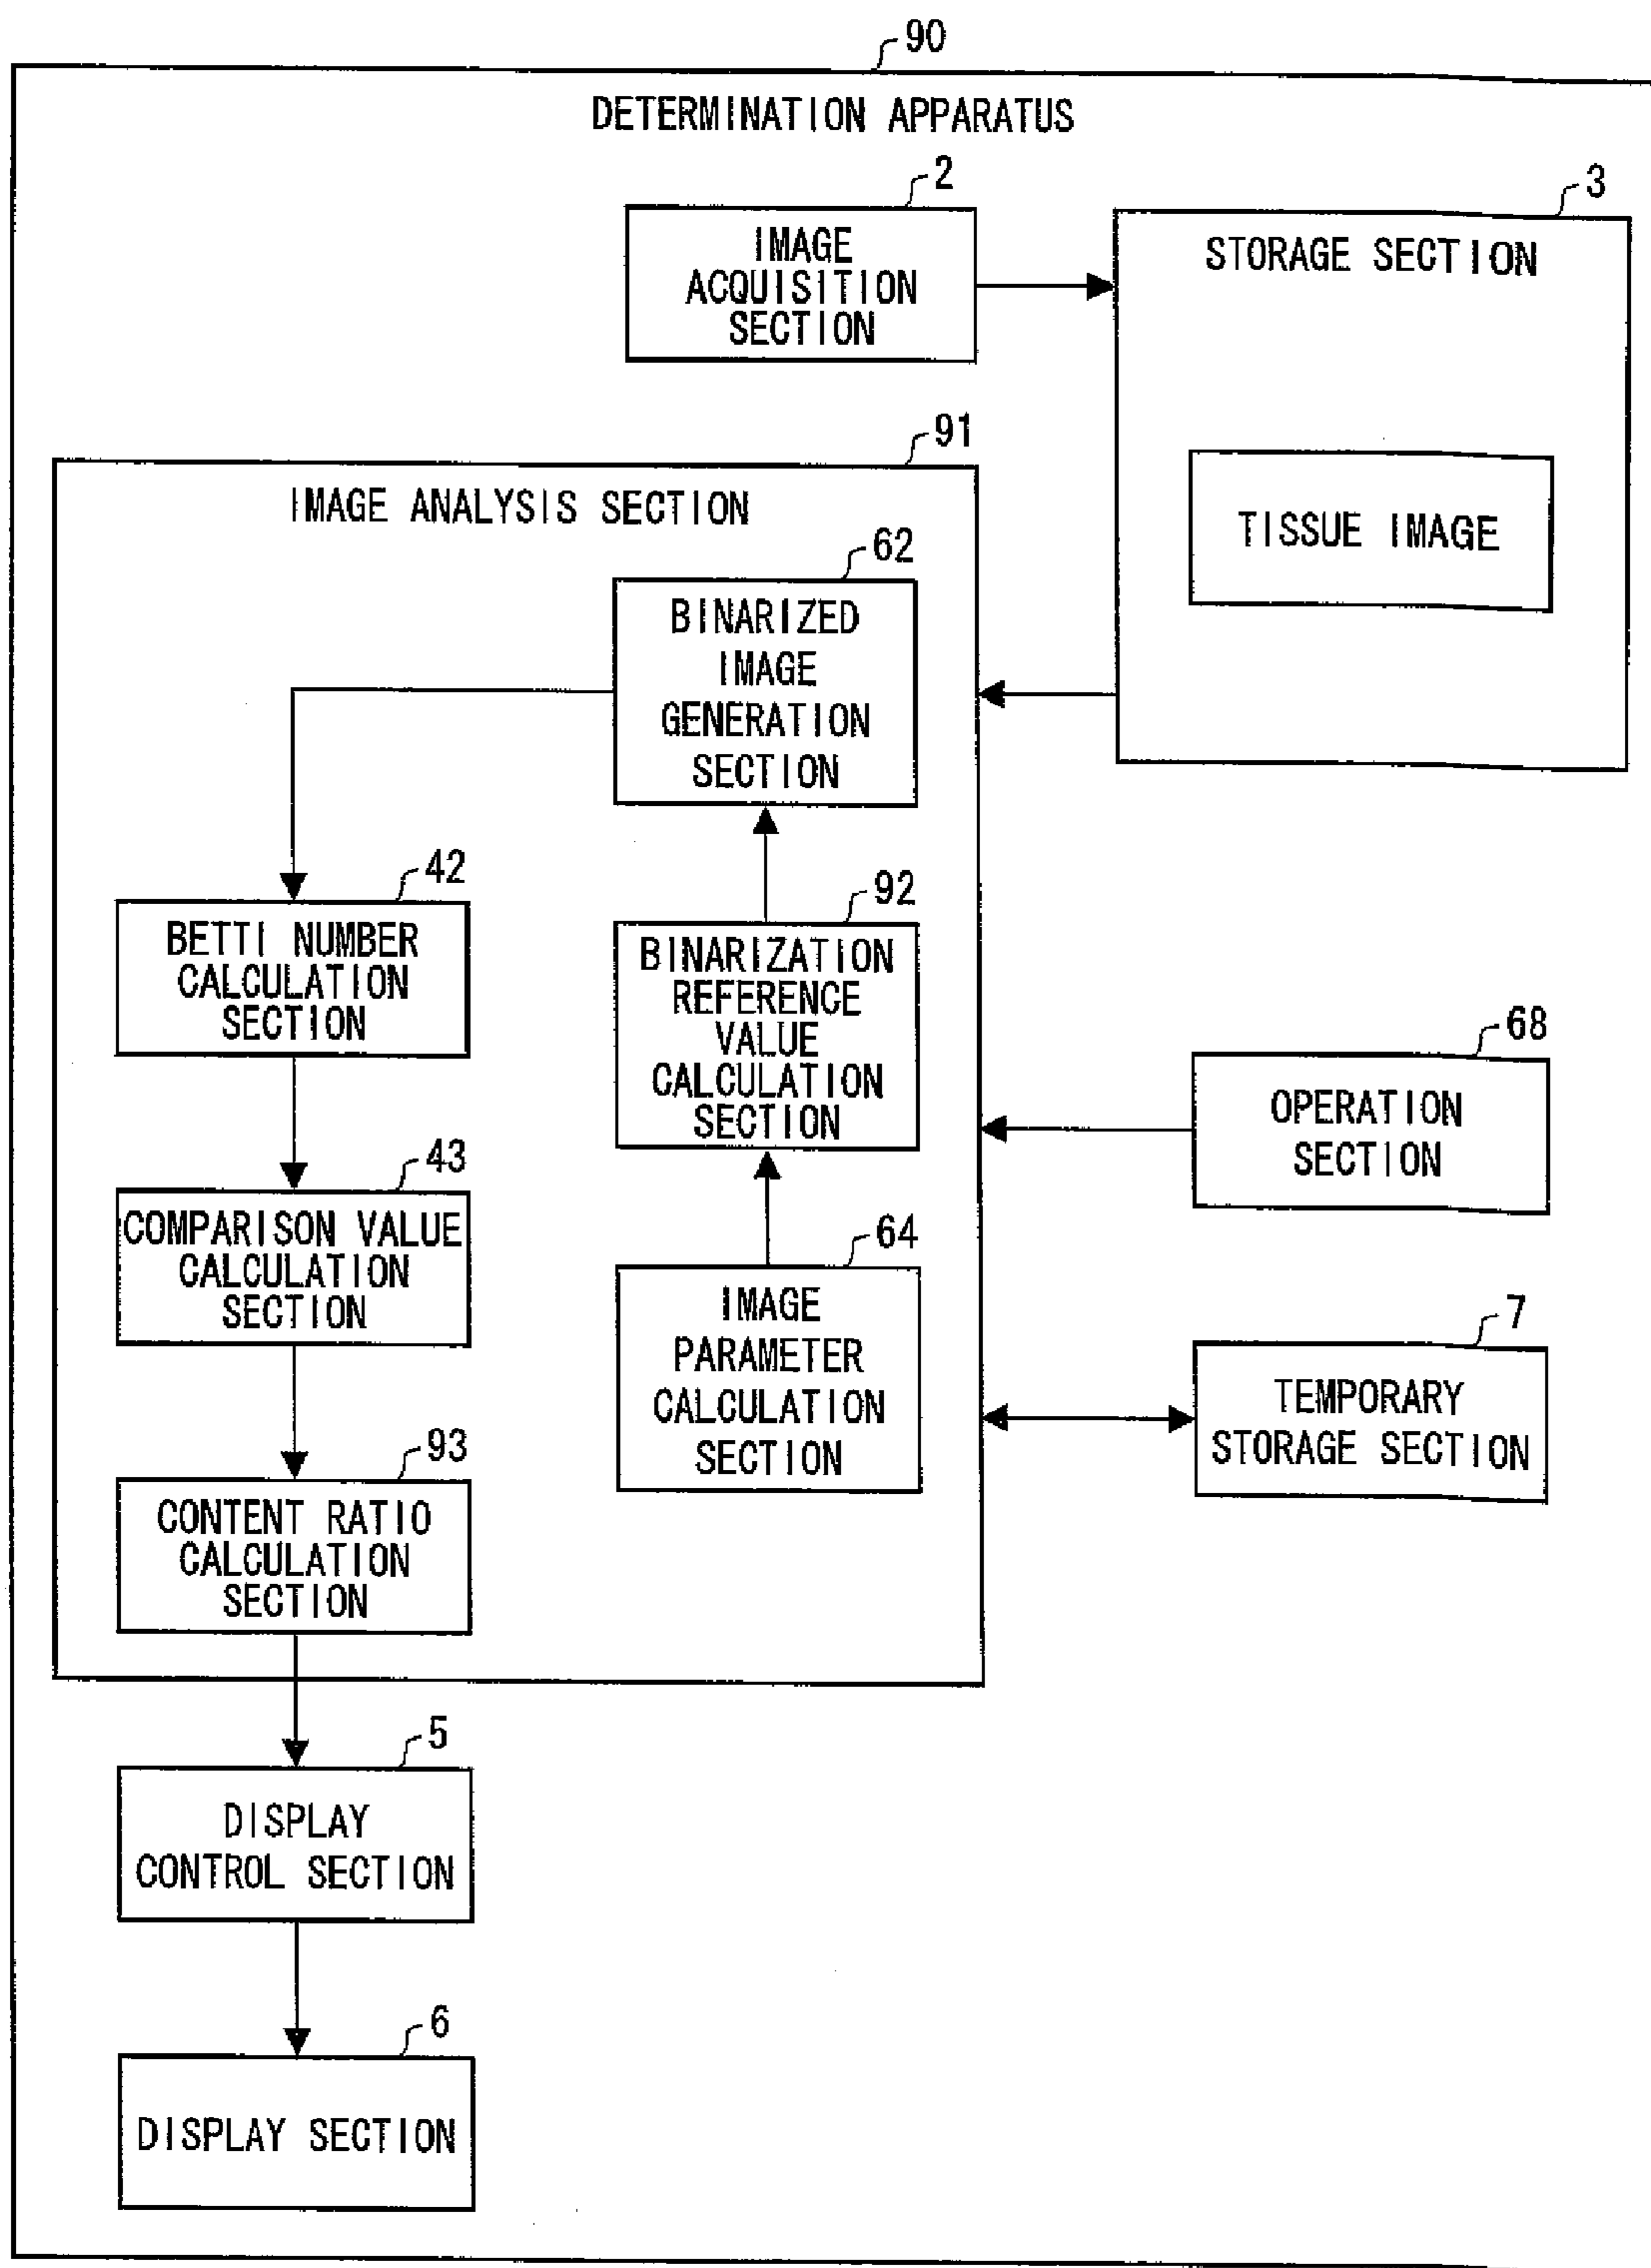 90
DETERMINATION APPARATUS
2
IMAGE
ACQUISITION
SECTION
3
STORAGE SECTION
TISSUE IMAGE
91
IMAGE ANALYSIS SECTION
62
BINARIZED
IMAGE
GENERATION
SECTION
42
BETTI NUMBER
CALCULATION
SECTION
92
BINARIZATION
REFERENCE
VALUE
CALCULATION
SECTION
68
OPERATION
SECTION
43
COMPARISON VALUE
CALCULATION
SECTION
64
IMAGE
PARAMETER
CALCULATION
SECTION
7
TEMPORARY
STORAGE SECTION
93
CONTENT RATIO
CALCULATION
SECTION
5
DISPLAY
CONTROL SECTION
6
DISPLAY SECTION